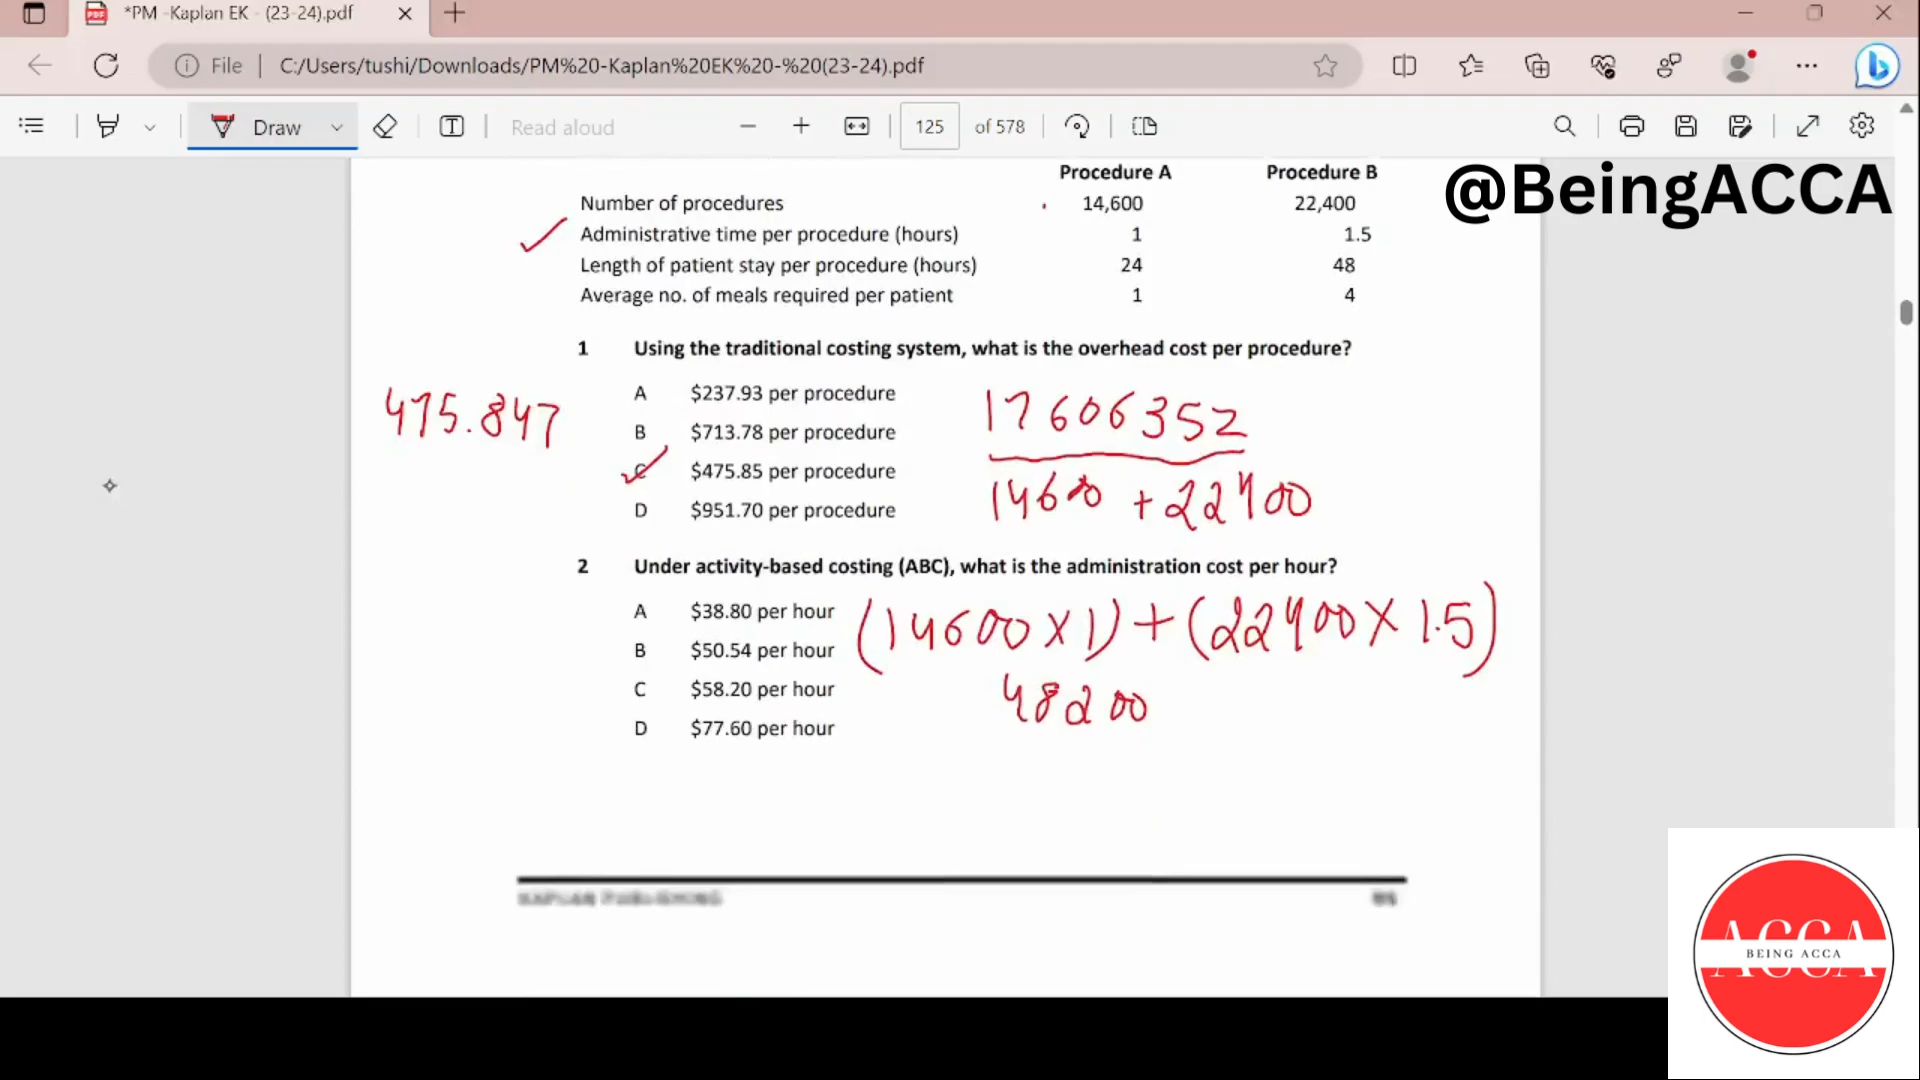 *PM -Kaplan EK - (23-24).pdf
File C:/Users/tushi/Downloads/PM%20-Kaplan%20EK%20-%20(23-24).pdf
Draw Read aloud 125 of 578
@BeingACCA
Procedure A Procedure B
Number of procedures 14,600 22,400
Administrative time per procedure (hours) 1 1.5
Length of patient stay per procedure (hours) 24 48
Average no. of meals required per patient 1 4
1 Using the traditional costing system, what is the overhead cost per procedure?
475.847
A $237.93 per procedure
B $713.78 per procedure
C $475.85 per procedure
D $951.70 per procedure
17606352
14600 + 22400
2 Under activity-based costing (ABC), what is the administration cost per hour?
A $38.80 per hour
B $50.54 per hour
C $58.20 per hour
D $77.60 per hour
(14600 X 1) + (22400 X 1.5)
48200
ACCA
BEING ACCA